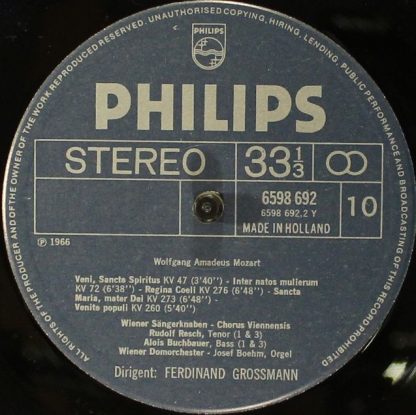 ALL RIGHTS OF THE PRODUCER AND OF THE OWNER OF THE WORK REPRODUCED RESERVED. UNAUTHORISED COPYING, HIRING, LENDING, PUBLIC PERFORMANCE AND BROADCASTING OF THIS RECORD PROHIBITED
PHILIPS
PHILIPS
STEREO 33 1/3
6598 692
6598 692.2 Y
10
MADE IN HOLLAND
Ⓟ 1966
Wolfgang Amadeus Mozart
Veni, Sancte Spiritus KV 47 (3'40'') - Inter natos mulierum
KV 72 (6'38'') - Regina Coeli KV 276 (6'48'') - Sancta
Maria, mater Dei KV 273 (6'48'') -
Venite populi KV 260 (5'40'')
Wiener Sängerknaben - Chorus Viennensis
Rudolf Resch, Tenor (1 & 3)
Alois Buchbauer, Bass (1 & 3)
Wiener Domorchester - Josef Boehm, Orgel
Dirigent: FERDINAND GROSSMANN